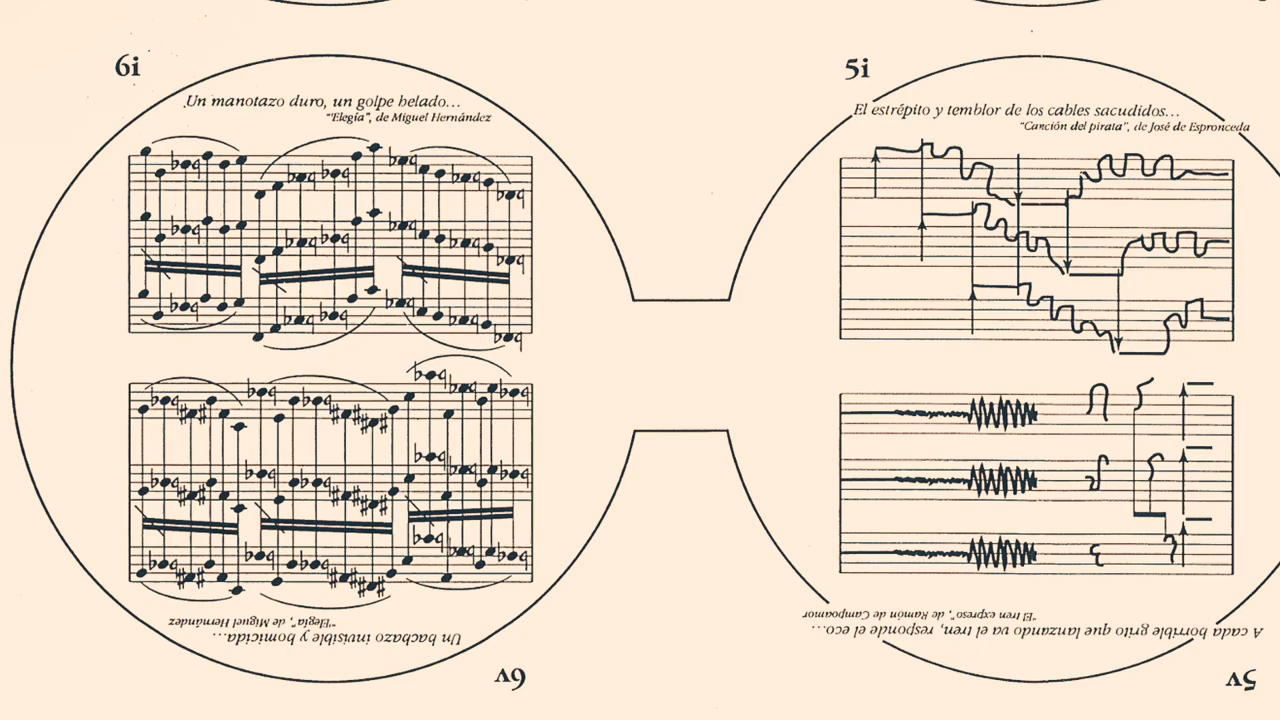 6i
Un manotazo duro, un golpe helado...
"Elegía", de Miguel Hernández
5i
El estrépito y temblor de los cables sacudidos...
"Canción del pirata", de José de Espronceda
6v
Un hachazo invisible y homicida...
"Elegía", de Miguel Hernández
5v
A cada horrible grito que lanzando va el tren, responde el eco...
"El tren expreso", de Ramón de Campoamor